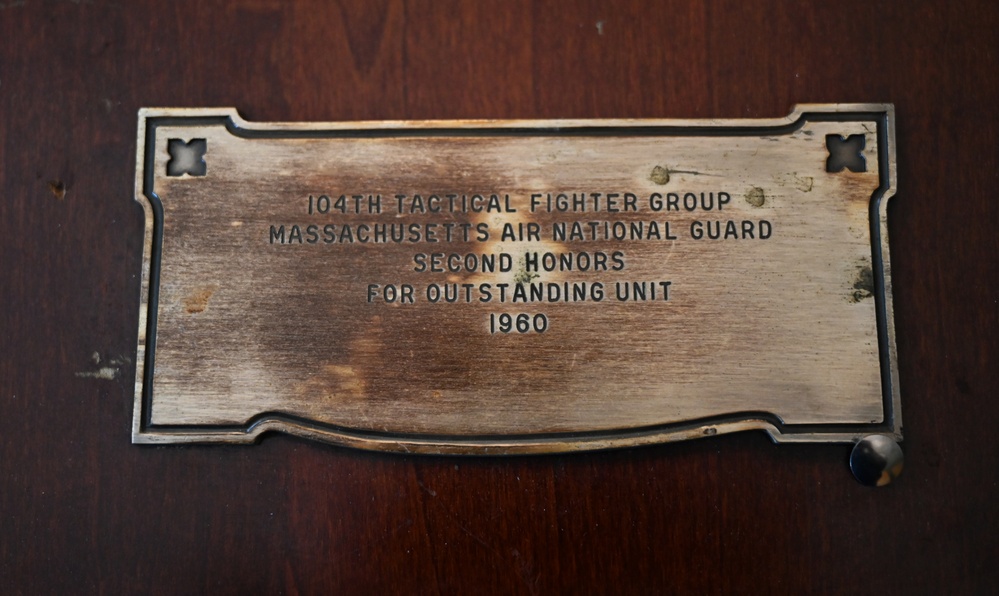 104TH TACTICAL FIGHTER GROUP
MASSACHUSETTS AIR NATIONAL GUARD
SECOND HONORS
FOR OUTSTANDING UNIT
1960